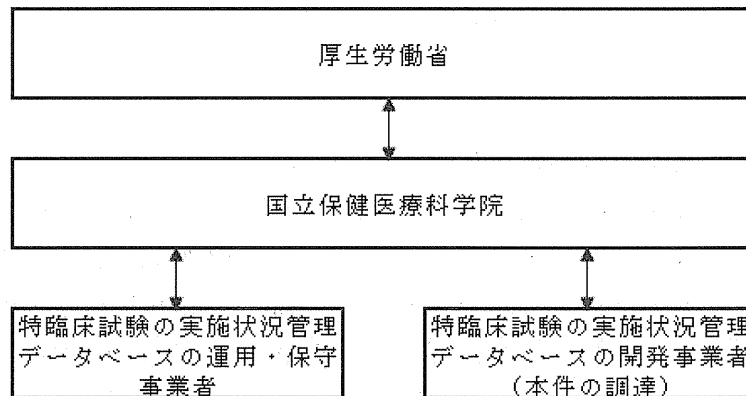 厚生労働省
国立保健医療科学院
特臨床試験の実施状況管理
データベースの運用・保守
事業者
特臨床試験の実施状況管理
データベースの開発事業者
（本件の調達）